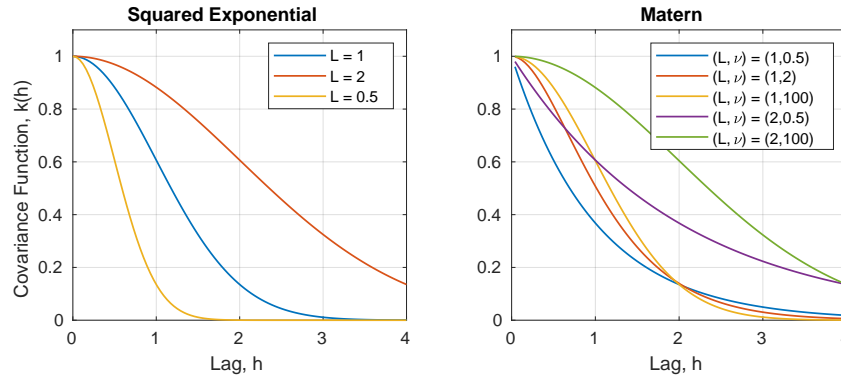 Squared Exponential
1
0.8
0.6
0.4
0.2
0
0 1 2 3 4
Covariance Function, k(h)
Lag, h
L = 1
L = 2
L = 0.5
Matern
1
0.8
0.6
0.4
0.2
0
0 1 2 3 4
Lag, h
(L, ν) = (1,0.5)
(L, ν) = (1,2)
(L, ν) = (1,100)
(L, ν) = (2,0.5)
(L, ν) = (2,100)